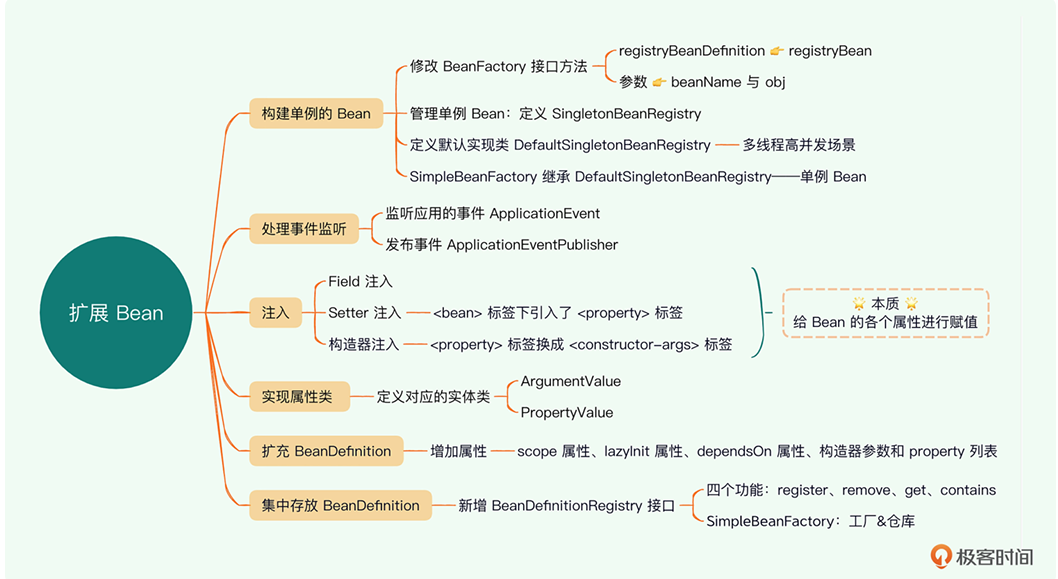 扩展 Bean
构建单例的 Bean
修改 BeanFactory 接口方法
registryBeanDefinition 👉 registryBean
参数 👉 beanName 与 obj
管理单例 Bean：定义 SingletonBeanRegistry
定义默认实现类 DefaultSingletonBeanRegistry
多线程高并发场景
SimpleBeanFactory 继承 DefaultSingletonBeanRegistry——单例 Bean
处理事件监听
监听应用的事件 ApplicationEvent
发布事件 ApplicationEventPublisher
注入
Field 注入
Setter 注入
<bean> 标签下引入了 <property> 标签
构造器注入
<property> 标签换成 <constructor-args> 标签
🌟 本质 🌟
给 Bean 的各个属性进行赋值
实现属性类
定义对应的实体类
ArgumentValue
PropertyValue
扩充 BeanDefinition
增加属性
scope 属性、lazyInit 属性、dependsOn 属性、构造器参数和 property 列表
集中存放 BeanDefinition
新增 BeanDefinitionRegistry 接口
四个功能：register、remove、get、contains
SimpleBeanFactory：工厂&仓库
极客时间